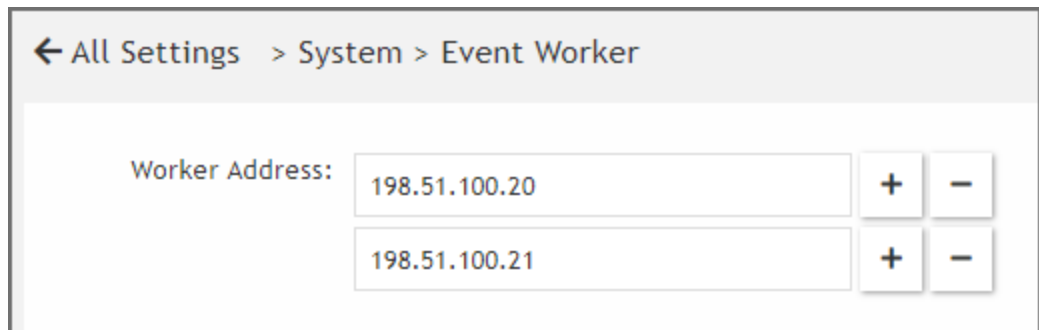 ← All Settings > System > Event Worker
Worker Address: 198.51.100.20 + −
198.51.100.21 + −